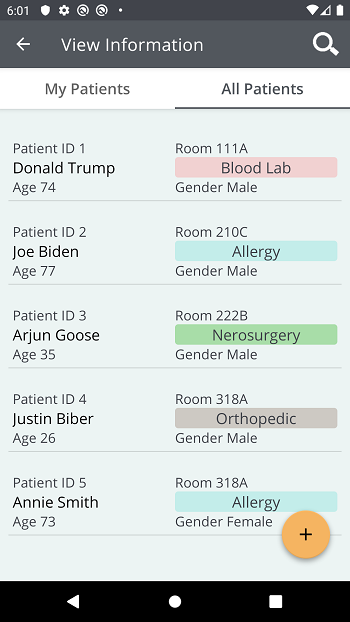 6:01
View Information
My Patients All Patients
Patient ID 1 Room 111A
Donald Trump Blood Lab
Age 74 Gender Male
Patient ID 2 Room 210C
Joe Biden Allergy
Age 77 Gender Male
Patient ID 3 Room 222B
Arjun Goose Nerosurgery
Age 35 Gender Male
Patient ID 4 Room 318A
Justin Biber Orthopedic
Age 26 Gender Male
Patient ID 5 Room 318A
Annie Smith Allergy
Age 73 Gender Female
+